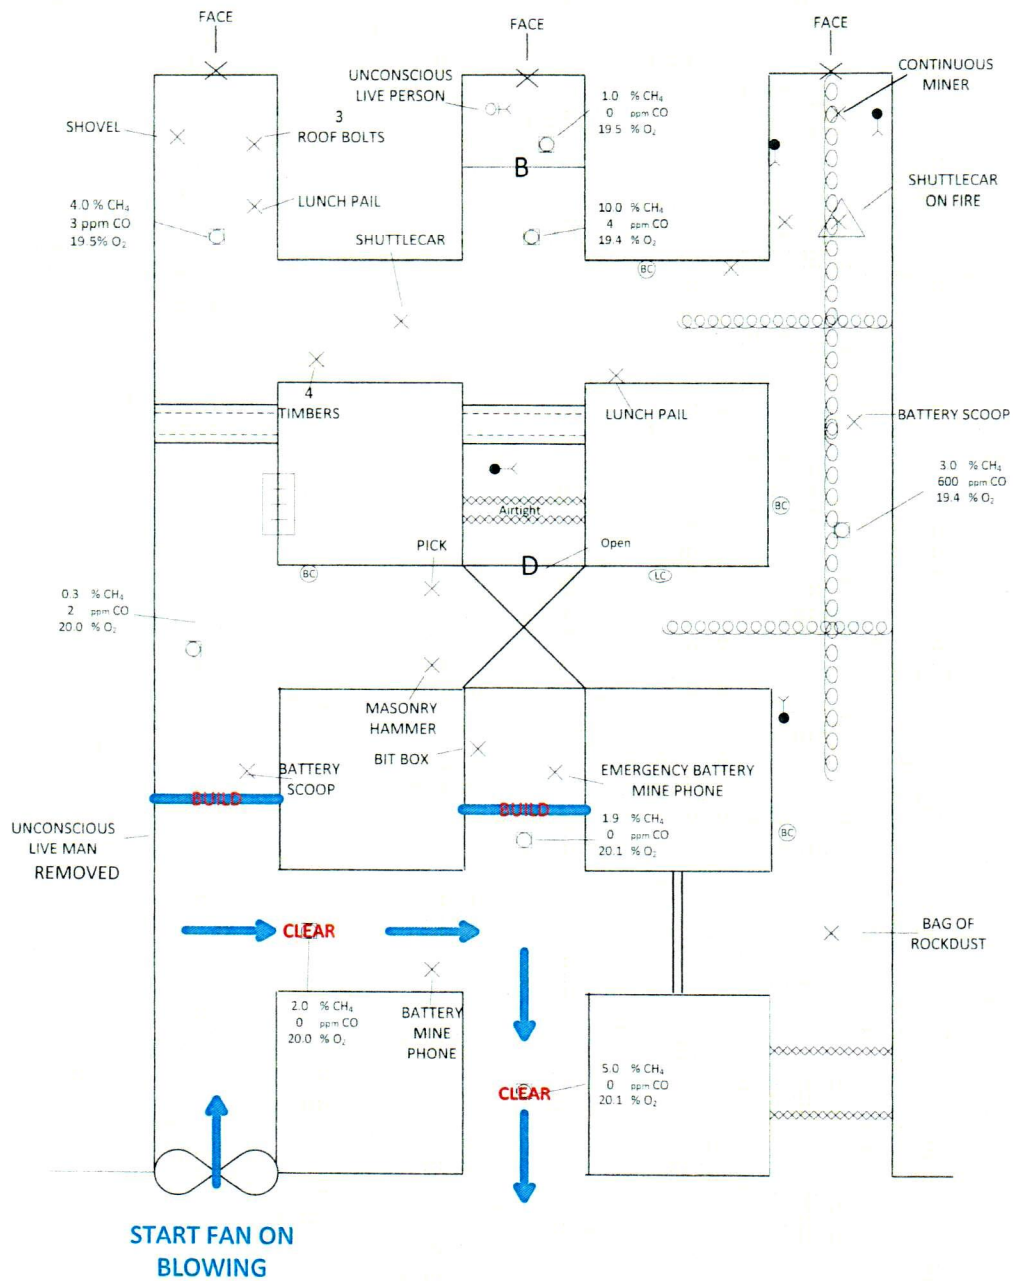 FACE
FACE
FACE
UNCONSCIOUS
LIVE PERSON
CONTINUOUS
MINER
1.0 % CH₄
0 ppm CO
19.5 % O₂
SHOVEL
3
ROOF BOLTS
B
SHUTTLECAR
ON FIRE
LUNCH PAIL
4.0 % CH₄
3 ppm CO
19.5% O₂
10.0 % CH₄
4 ppm CO
19.4 % O₂
SHUTTLECAR
BC
4
TIMBERS
LUNCH PAIL
BATTERY SCOOP
3.0 % CH₄
600 ppm CO
19.4 % O₂
Airtight
BC
PICK
D
Open
BC
LC
0.3 % CH₄
2 ppm CO
20.0 % O₂
MASONRY
HAMMER
BIT BOX
BATTERY
SCOOP
EMERGENCY BATTERY
MINE PHONE
BUILD
BUILD
1.9 % CH₄
0 ppm CO
20.1 % O₂
BC
UNCONSCIOUS
LIVE MAN
REMOVED
CLEAR
BAG OF
ROCKDUST
2.0 % CH₄
0 ppm CO
20.0 % O₂
BATTERY
MINE
PHONE
5.0 % CH₄
0 ppm CO
20.1 % O₂
CLEAR
START FAN ON
BLOWING